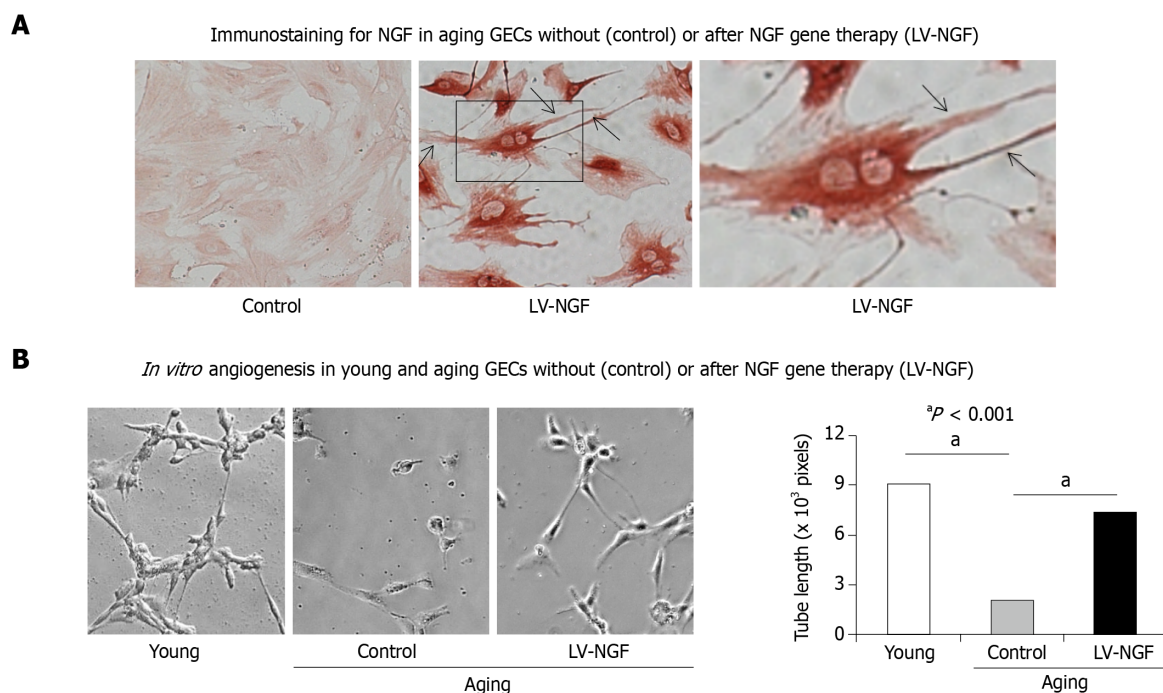 A
Immunostaining for NGF in aging GECs without (control) or after NGF gene therapy (LV-NGF)
Control
LV-NGF
LV-NGF
B
In vitro angiogenesis in young and aging GECs without (control) or after NGF gene therapy (LV-NGF)
Young
Control
LV-NGF
Aging
ᵃP < 0.001
a
a
Tube length (x 10³ pixels)
12
9
6
3
0
Young
Control
LV-NGF
Aging